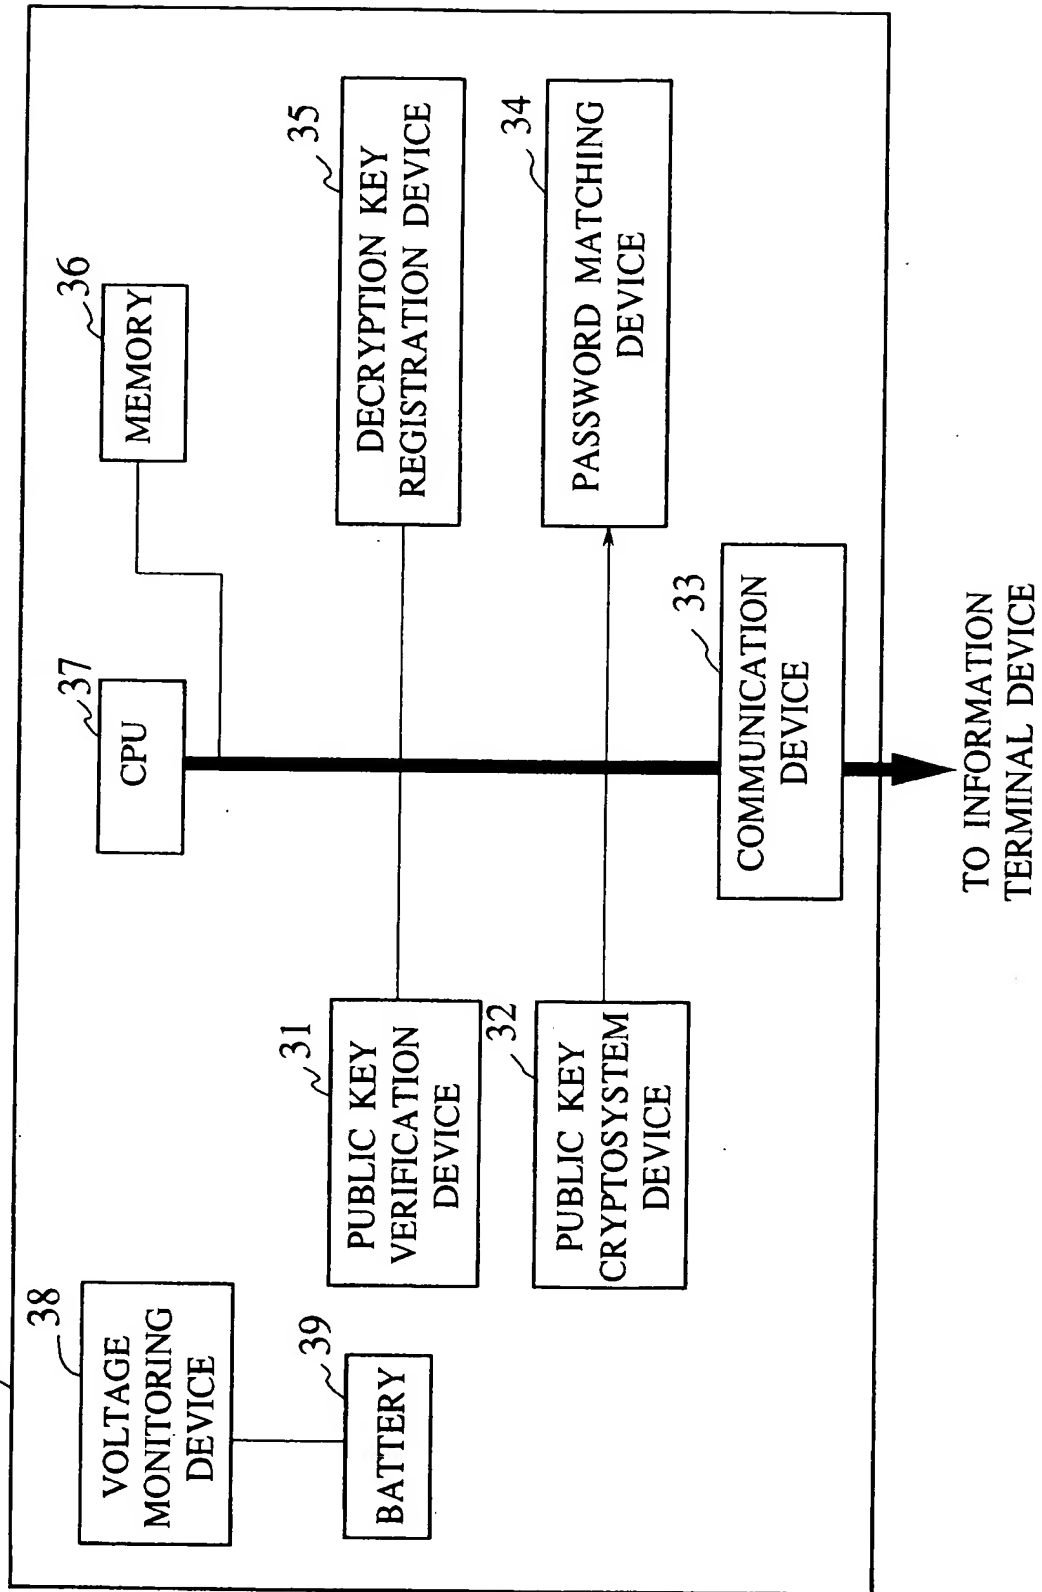 38
VOLTAGE
MONITORING
DEVICE
39
BATTERY
37
CPU
36
MEMORY
31
PUBLIC KEY
VERIFICATION
DEVICE
35
DECRYPTION KEY
REGISTRATION DEVICE
32
PUBLIC KEY
CRYPTOSYSTEM
DEVICE
34
PASSWORD MATCHING
DEVICE
33
COMMUNICATION
DEVICE
TO INFORMATION
TERMINAL DEVICE